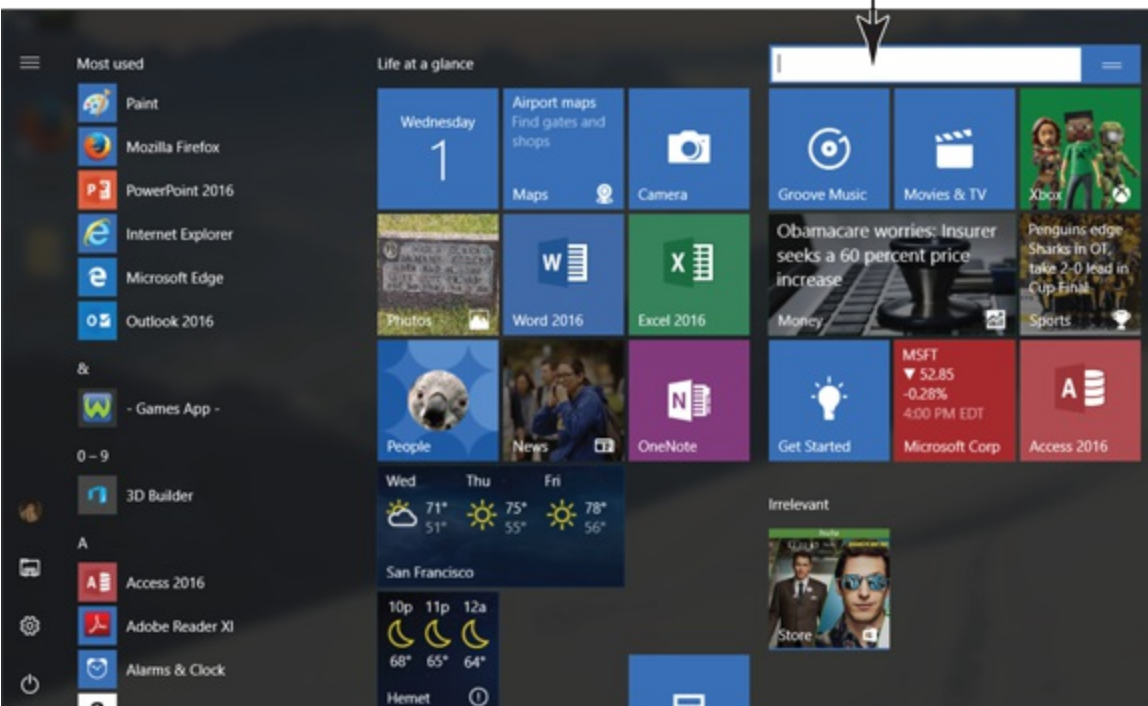 Most used
Paint
Mozilla Firefox
PowerPoint 2016
Internet Explorer
Microsoft Edge
Outlook 2016
&
- Games App -
0 – 9
3D Builder
A
Access 2016
Adobe Reader XI
Alarms & Clock
Life at a glance
Wednesday
1
Airport maps
Find gates and
shops
Maps
Camera
Photos
Word 2016
Excel 2016
People
News
OneNote
Wed Thu Fri
71° 75° 78°
51° 55° 56°
San Francisco
10p 11p 12a
68° 65° 64°
Hemet
Groove Music
Movies & TV
Xbox
Obamacare worries: Insurer
seeks a 60 percent price
increase
Money
Penguins edge
Sharks in OT,
take 2-0 lead in
Cup Final
Sports
Get Started
MSFT
▼ 52.85
-0.28%
4:00 PM EDT
Microsoft Corp
Access 2016
Irrelevant
hulu
Store